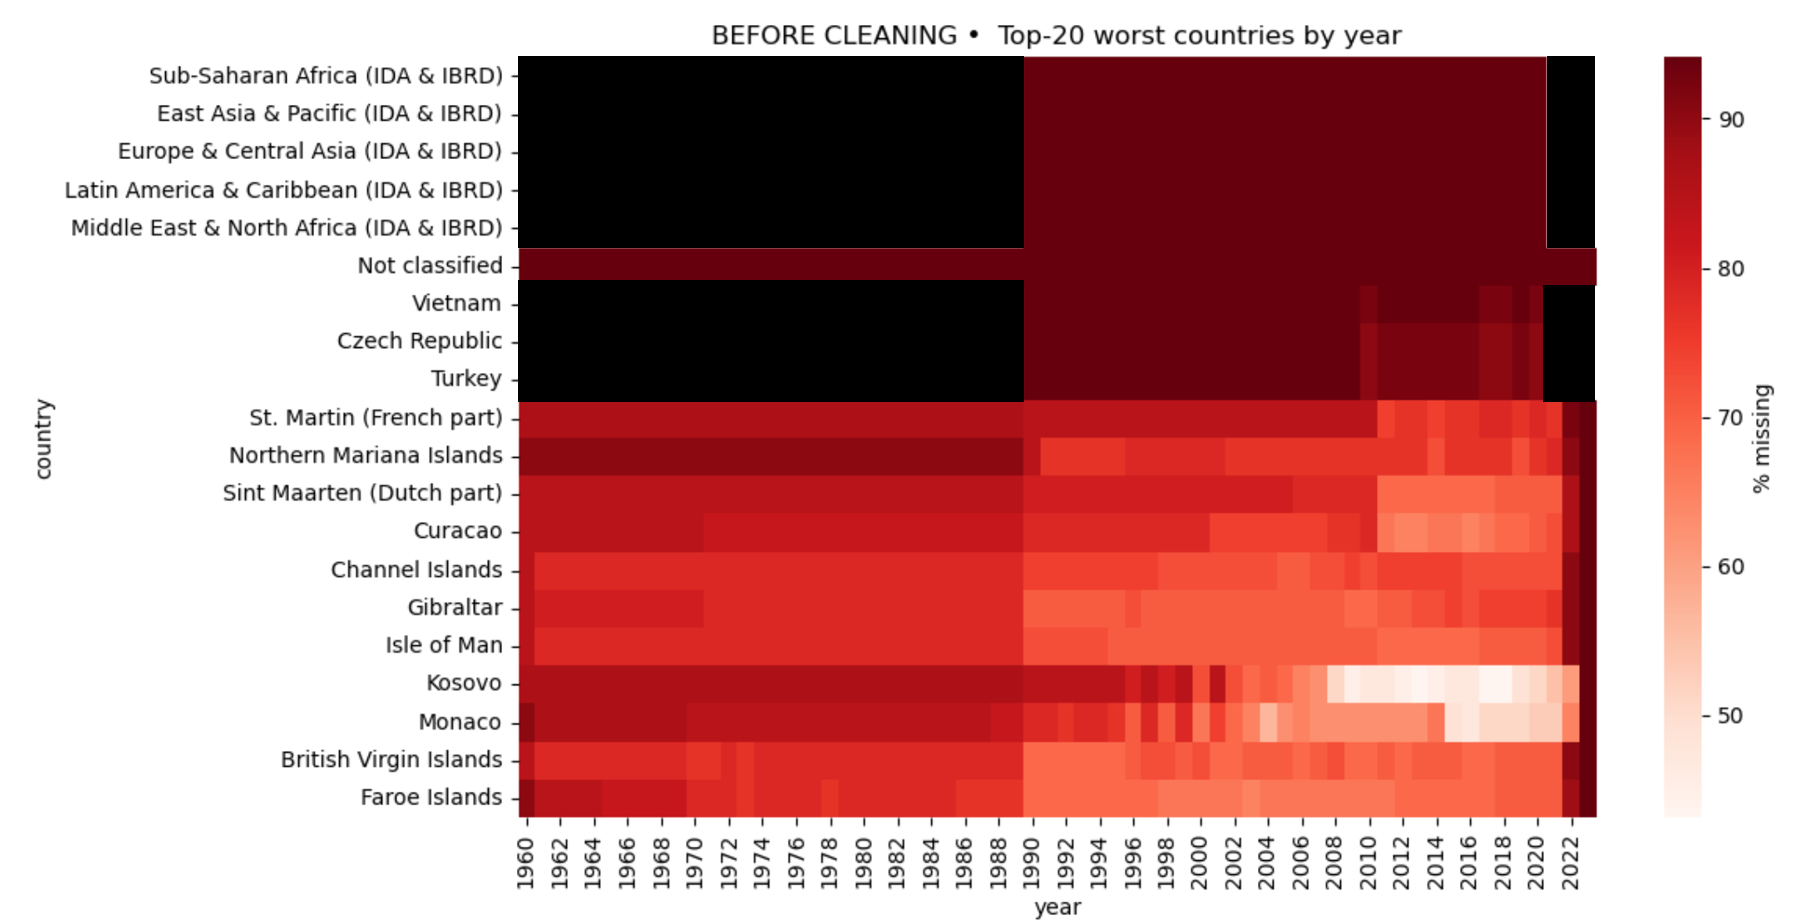 BEFORE CLEANING • Top-20 worst countries by year
Sub-Saharan Africa (IDA & IBRD)
East Asia & Pacific (IDA & IBRD)
Europe & Central Asia (IDA & IBRD)
Latin America & Caribbean (IDA & IBRD)
Middle East & North Africa (IDA & IBRD)
Not classified
Vietnam
Czech Republic
Turkey
St. Martin (French part)
Northern Mariana Islands
Sint Maarten (Dutch part)
Curacao
Channel Islands
Gibraltar
Isle of Man
Kosovo
Monaco
British Virgin Islands
Faroe Islands
country
1960 1962 1964 1966 1968 1970 1972 1974 1976 1978 1980 1982 1984 1986 1988 1990 1992 1994 1996 1998 2000 2002 2004 2006 2008 2010 2012 2014 2016 2018 2020 2022
year
90
80
70
60
50
% missing